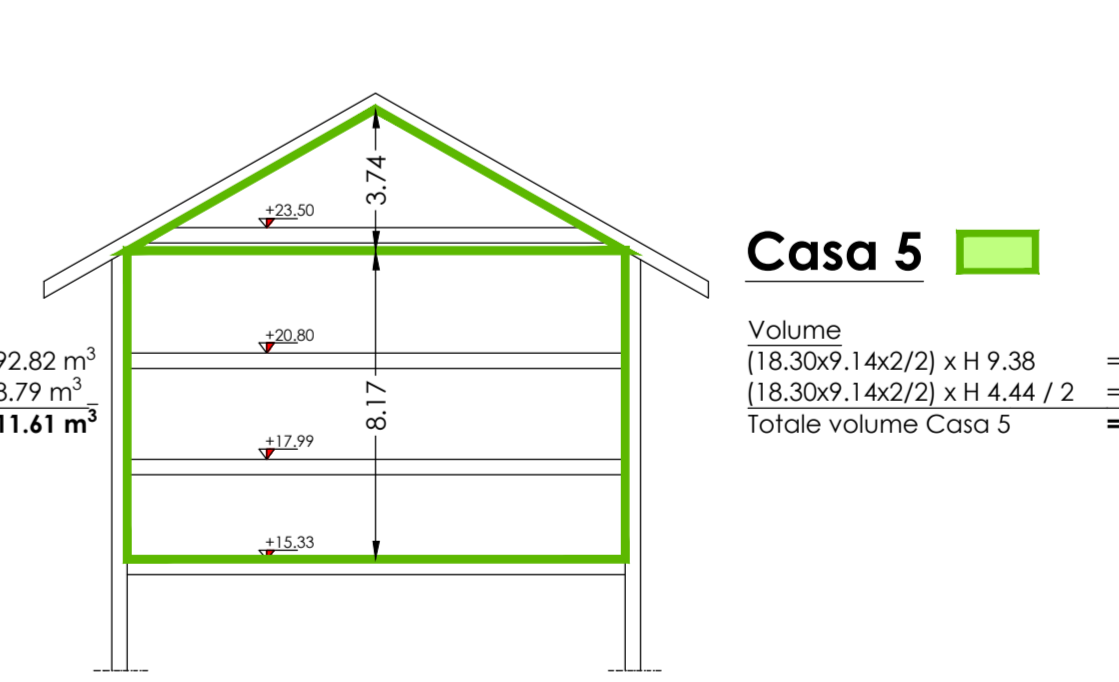 3.74
+23.50
+20.80
8.17
+17.99
+15.33
92.82 m³
3.79 m³
11.61 m³
Casa 5
Volume
(18.30x9.14x2/2) x H 9.38 =
(18.30x9.14x2/2) x H 4.44 / 2 =
Totale volume Casa 5 =